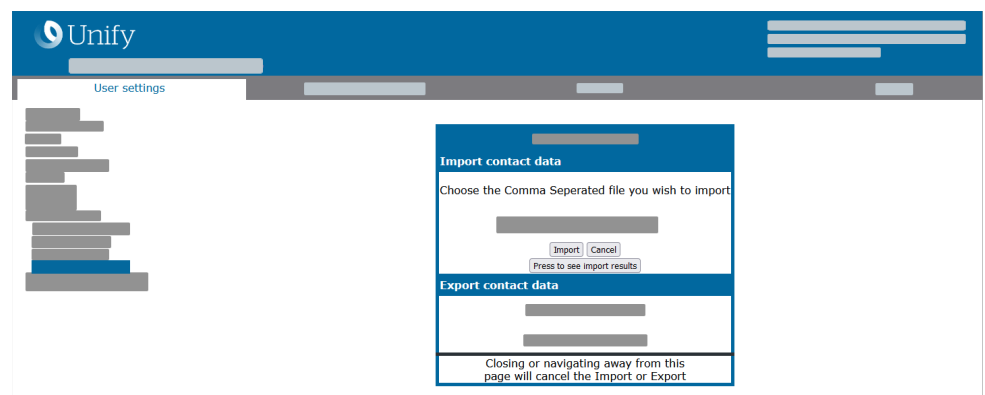 Unify
User settings
Import contact data
Choose the Comma Seperated file you wish to import
Import Cancel
Press to see import results
Export contact data
Closing or navigating away from this
page will cancel the Import or Export